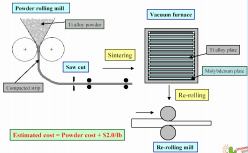 Powder rolling mill
Ti alloy powder
Vacuum furnace
Sintering
Ti alloy plate
Saw cut
Molybdenum plate
Compacted strip
Re-rolling
Estimated cost = Powder cost + $2.0/lb
Re-rolling mill